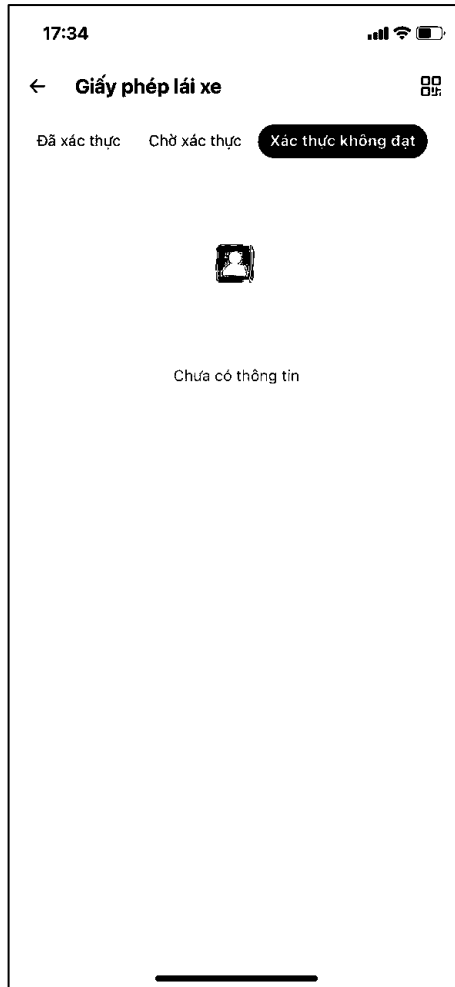 17:34
Giấy phép lái xe
Đã xác thực Chờ xác thực Xác thực không đạt
Chưa có thông tin